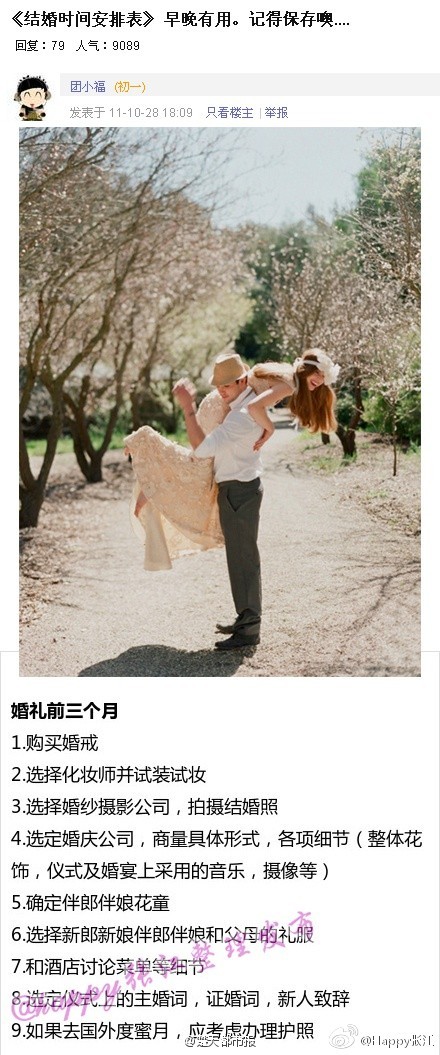 《结婚时间安排表》 早晚有用。记得保存噢....
回复：79 人气：9089
团小福 (初一)
发表于 11-10-28 18:09 只看楼主 | 举报
婚礼前三个月
1.购买婚戒
2.选择化妆师并试装试妆
3.选择婚纱摄影公司，拍摄结婚照
4.选定婚庆公司，商量具体形式，各项细节（整体花
饰，仪式及婚宴上采用的音乐，摄像等）
5.确定伴郎伴娘花童
6.选择新郎新娘伴郎伴娘和父母的礼服
7.和酒店讨论菜单等细节
8.选定仪式上的主婚词，证婚词，新人致辞
9.如果去国外度蜜月，应考虑办理护照
@happy张江整理发布
@楚天都市报
@Happy张江